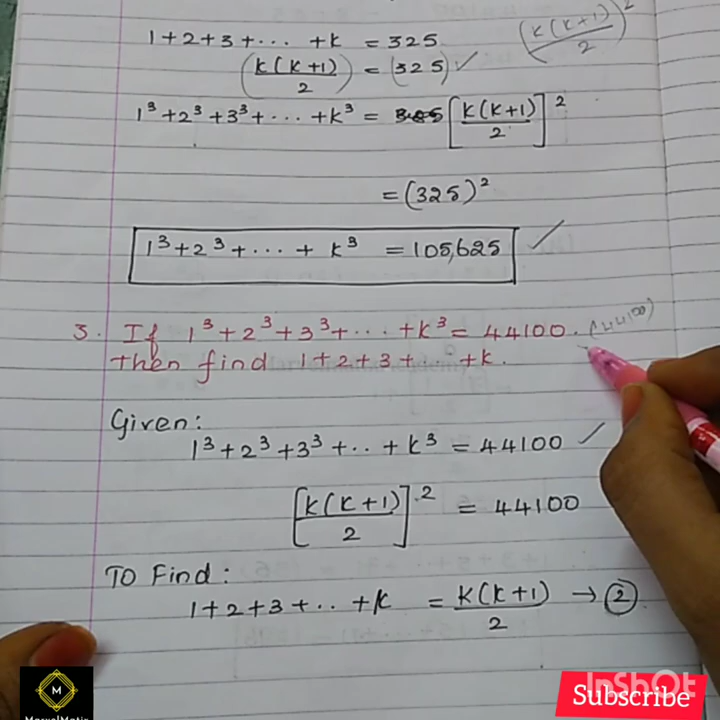 1+2+3+... +k = 325
(k(k+1)/2) = (325) ✓
(k(k+1)/2)²
1³+2³+3³+... +k³ = [k(k+1)/2]²
= (325)²
1³+2³+... + k³ = 105,625
3. If 1³+2³+3³+... +k³ = 44100. (44100)
then find 1+2+3+... +k.
Given:
1³+2³+3³+.. +k³ = 44100 ✓
[k(k+1)/2]² = 44100
To Find:
1+2+3+.. +k = k(k+1)/2 → ②
M
InShot
Subscribe